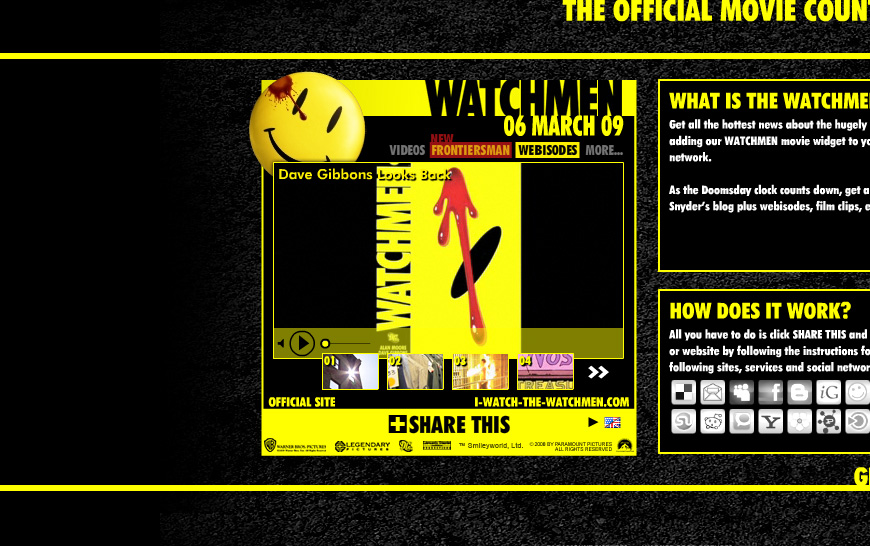 THE OFFICIAL MOVIE COUN
WATCHMEN
06 MARCH 09
NEW
VIDEOS FRONTIERSMAN WEBISODES MORE...
Dave Gibbons Looks Back
WATCHMEN
ALAN MOORE
01 02 03 04
OFFICIAL SITE I-WATCH-THE-WATCHMEN.COM
SHARE THIS
WARNER BROS. PICTURES LEGENDARY PICTURES DC ™ Smileyworld, Ltd. © 2008 BY PARAMOUNT PICTURES
ALL RIGHTS RESERVED
WHAT IS THE WATCHME
Get all the hottest news about the hugely
adding our WATCHMEN movie widget to yo
network.
As the Doomsday clock counts down, get a
Snyder's blog plus webisodes, film clips, e
HOW DOES IT WORK?
All you have to do is click SHARE THIS and
or website by following the instructions fo
following sites, services and social networ
iG
G